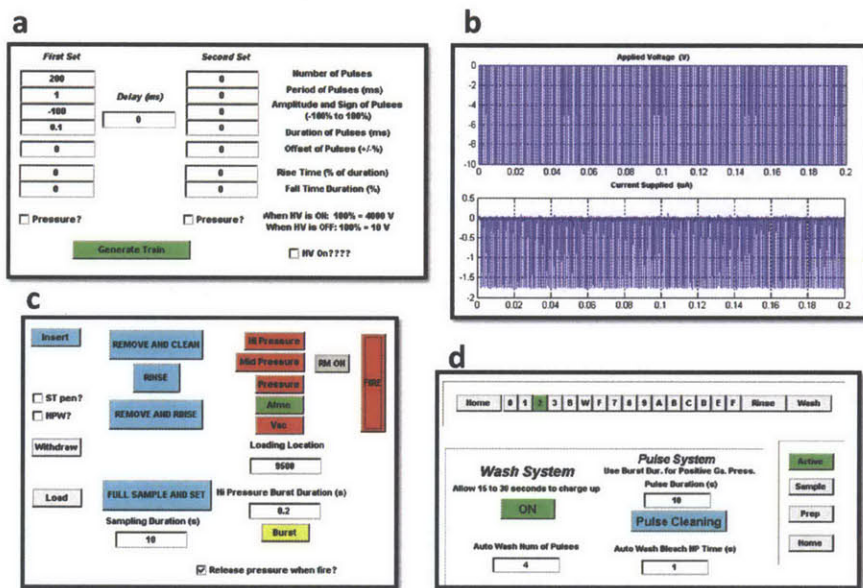 a
First Set
Second Set
200
1
-100
0.1
0
0
0
Delay (ms)
0
0
0
0
0
0
0
0
Number of Pulses
Period of Pulses (ms)
Amplitude and Sign of Pulses
(-100% to 100%)
Duration of Pulses (ms)
Offset of Pulses (+/-%)
Rise Time (% of duration)
Fall Time Duration (%)
Pressure?
Pressure?
When HV is ON: 100% = 4000 V
When HV is OFF: 100% = 10 V
Generate Train
HV On????
b
Applied Voltage (V)
0
-2
-4
-6
-8
-10
0 0.02 0.04 0.06 0.08 0.1 0.12 0.14 0.16 0.18 0.2
Current Supplied (uA)
0.5
0
-0.5
-1
-1.5
-2
0 0.02 0.04 0.06 0.08 0.1 0.12 0.14 0.16 0.18 0.2
c
Insert
REMOVE AND CLEAN
RINSE
REMOVE AND RINSE
ST pen?
NPW?
Withdraw
Load
FULL SAMPLE AND SET
Sampling Duration (s)
10
Hi Pressure
Mid Pressure
Pressure
Atmo
Vac
RM ON
FIRE
Loading Location
9500
Hi Pressure Burst Duration (s)
0.2
Burst
Release pressure when fire?
d
Home 0 1 2 3 B W F 7 8 9 A B C D E F Rinse Wash
Wash System
Allow 15 to 30 seconds to charge up
ON
Auto Wash Num of Pulses
4
Pulse System
Use Burst Dur. for Positive Gs. Press.
Pulse Duration (s)
10
Pulse Cleaning
Auto Wash Bleach NP Time (s)
1
Active
Sample
Prep
Home